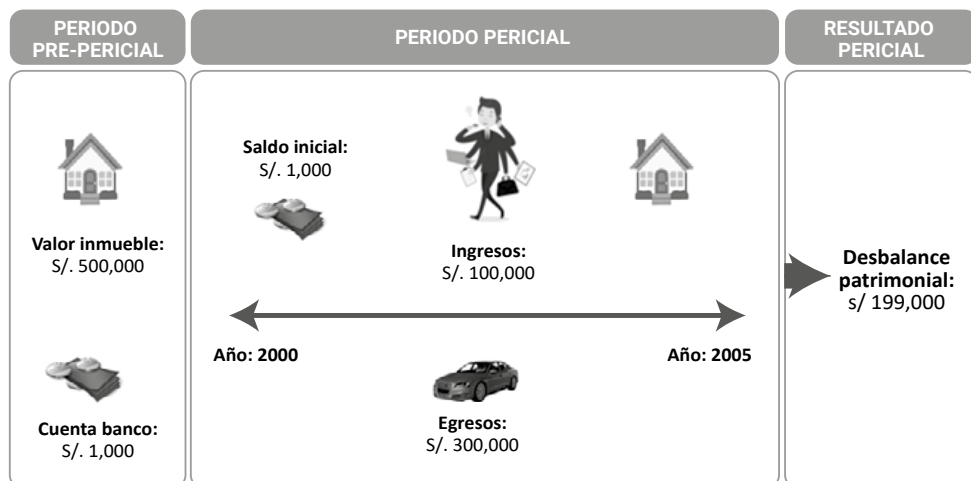 PERIODO
PRE-PERICIAL
PERIODO PERICIAL
RESULTADO
PERICIAL
Valor inmueble:
S/. 500,000
Cuenta banco:
S/. 1,000
Saldo inicial:
S/. 1,000
Ingresos:
S/. 100,000
Año: 2000
Año: 2005
Egresos:
S/. 300,000
Desbalance
patrimonial:
s/ 199,000